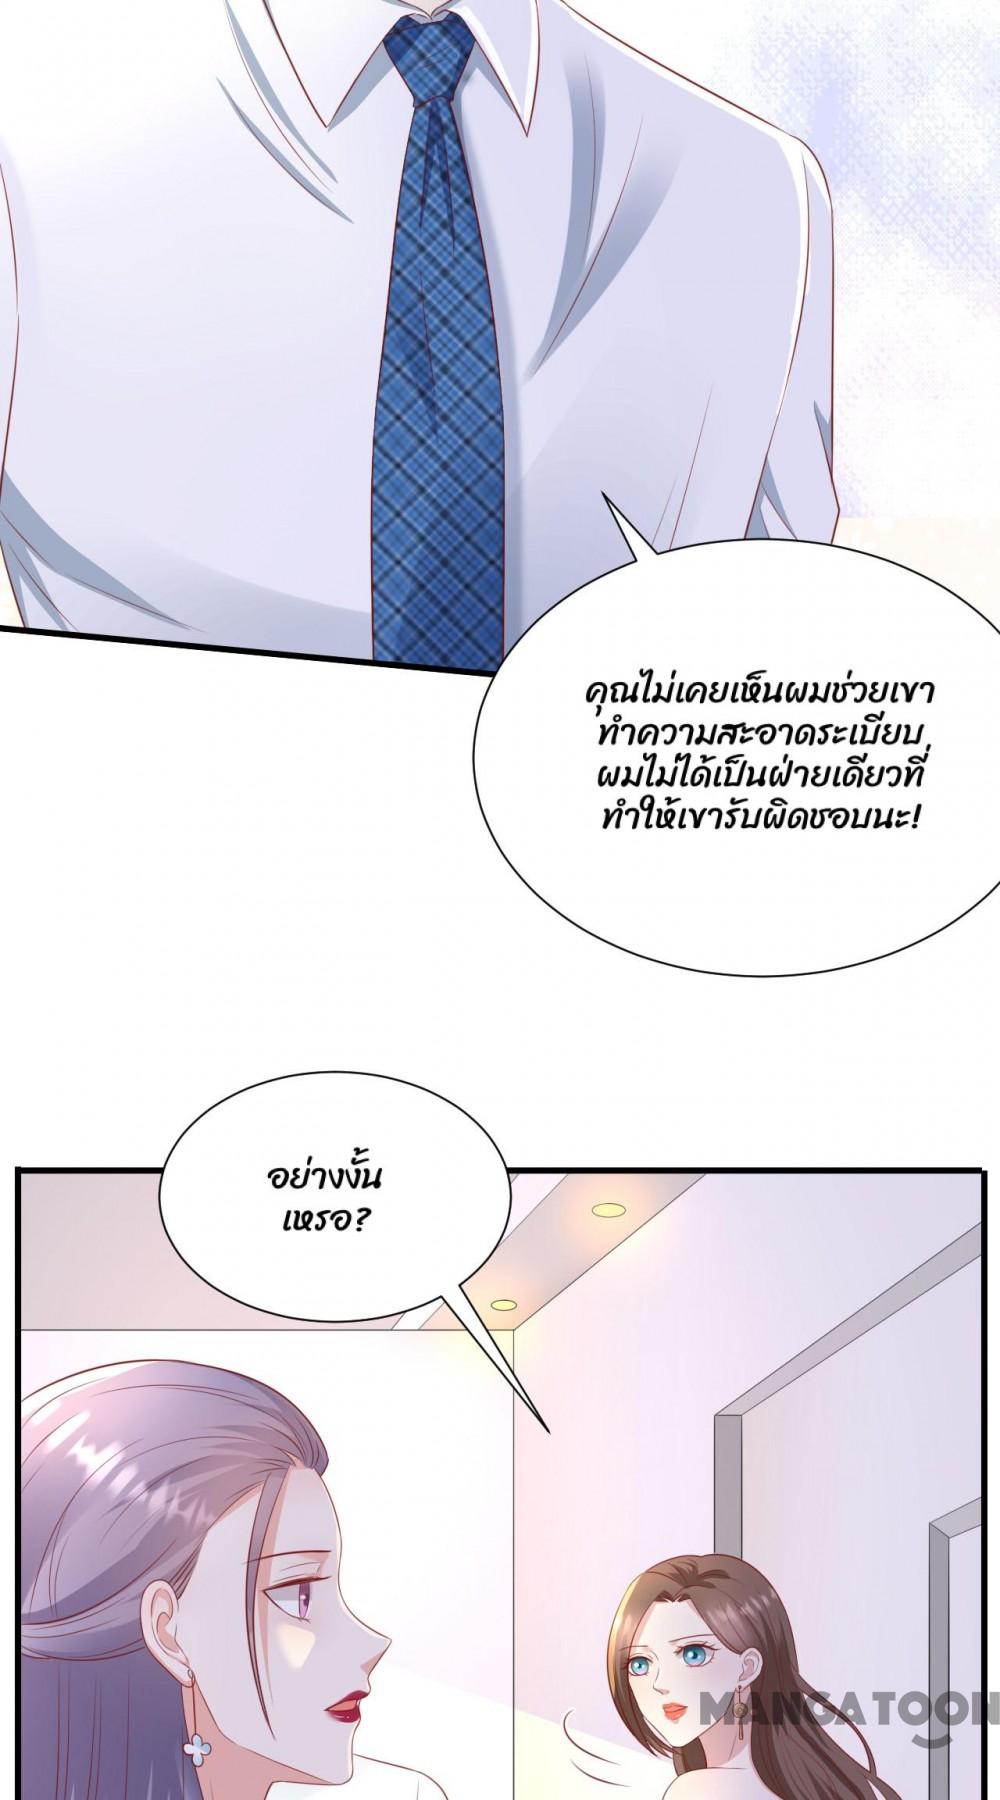 คุณไม่เคยเห็นผมช่วยเขา
ทำความสะอาดระเบียบ
ผมไม่ได้เป็นฝ่ายเดียวที่
ทำให้เขารับผิดชอบนะ!
อย่างงั้น
เหรอ?
MANGATOON